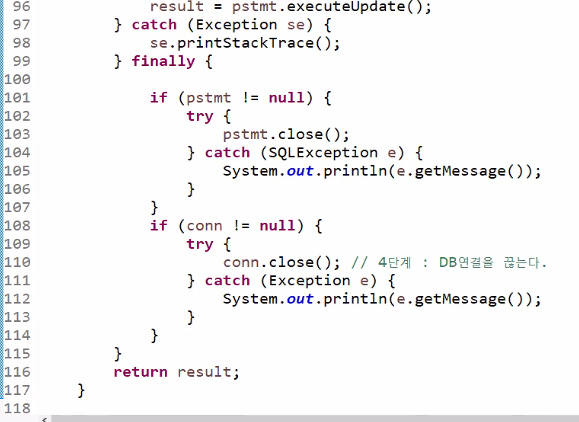 96 result = pstmt.executeUpdate();
97 } catch (Exception se) {
98 se.printStackTrace();
99 } finally {
100
101 if (pstmt != null) {
102 try {
103 pstmt.close();
104 } catch (SQLException e) {
105 System.out.println(e.getMessage());
106 }
107 }
108 if (conn != null) {
109 try {
110 conn.close(); // 4단계 : DB연결을 끊는다.
111 } catch (Exception e) {
112 System.out.println(e.getMessage());
113 }
114 }
115 }
116 return result;
117 }
118